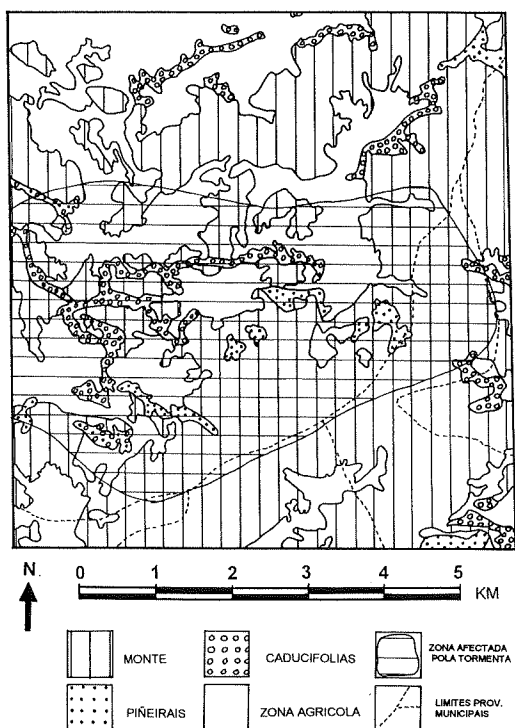 N.
0 1 2 3 4 5
KM
MONTE
CADUCIFOLIAS
ZONA AFECTADA
POLA TORMENTA
PIÑEIRAIS
ZONA AGRICOLA
LIMITES PROV.
MUNICIPAIS